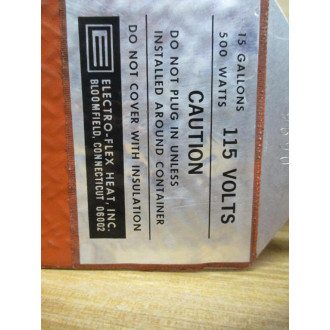 15 GALLONS 115 VOLTS
500 WATTS
CAUTION
DO NOT PLUG IN UNLESS
INSTALLED AROUND CONTAINER
DO NOT COVER WITH INSULATION
E
ELECTRO-FLEX HEAT, INC.
BLOOMFIELD, CONNECTICUT 06002